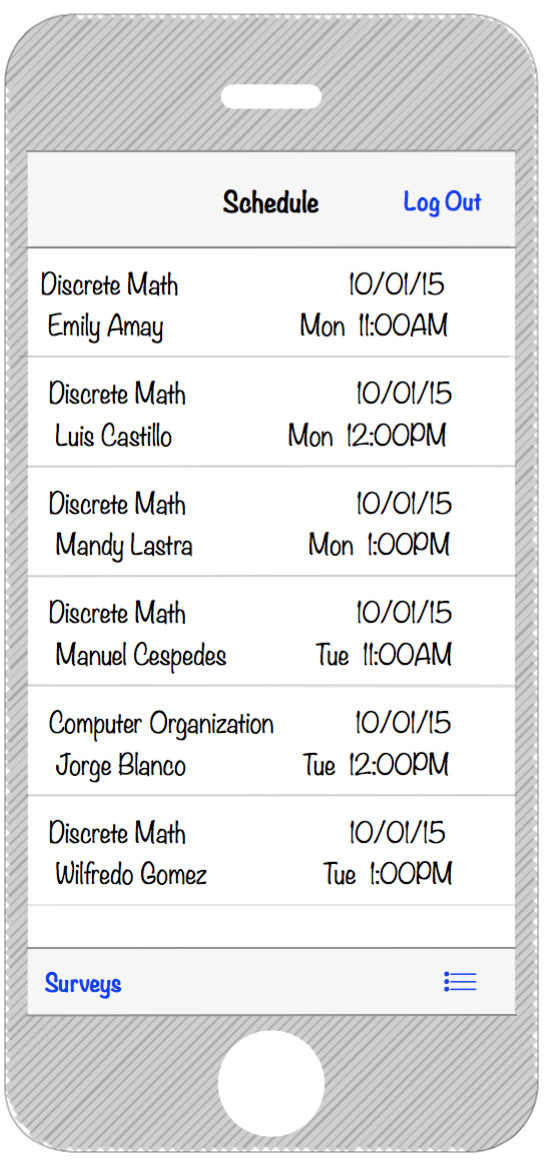 Schedule Log Out
Discrete Math 10/01/15
Emily Amay Mon 11:00AM
Discrete Math 10/01/15
Luis Castillo Mon 12:00PM
Discrete Math 10/01/15
Mandy Lastra Mon 1:00PM
Discrete Math 10/01/15
Manuel Cespedes Tue 11:00AM
Computer Organization 10/01/15
Jorge Blanco Tue 12:00PM
Discrete Math 10/01/15
Wilfredo Gomez Tue 1:00PM
Surveys